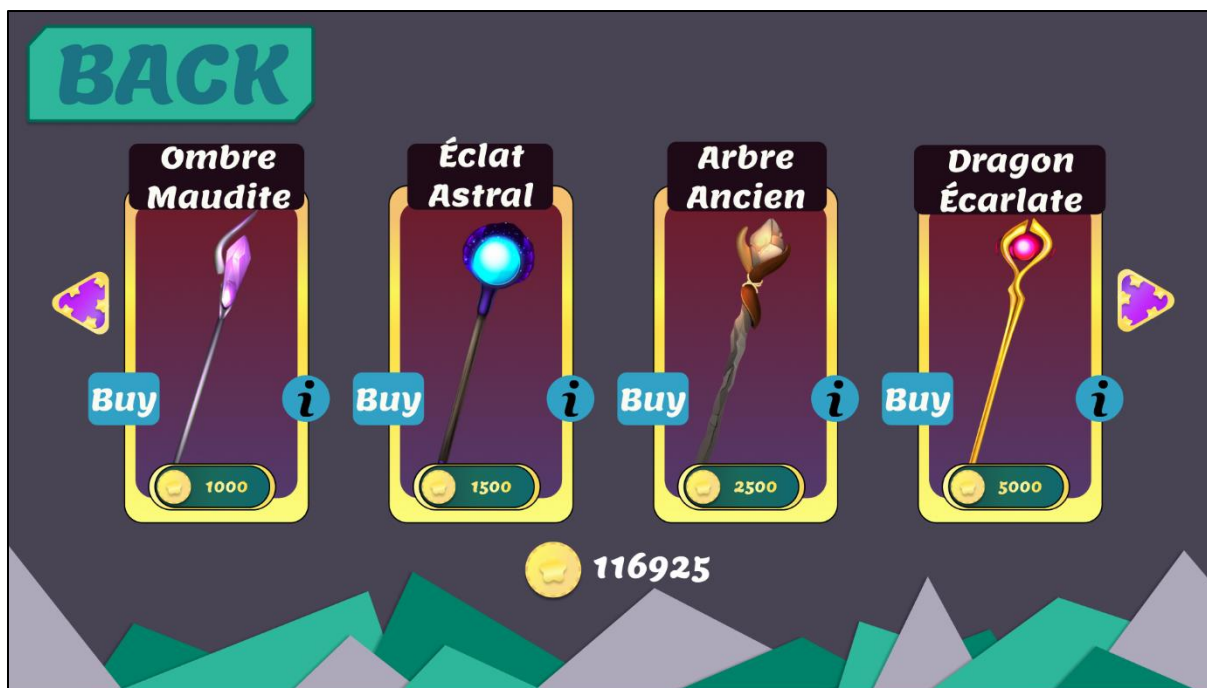 BACK
Ombre
Maudite
Éclat
Astral
Arbre
Ancien
Dragon
Écarlate
Buy
i
Buy
i
Buy
i
Buy
i
1000
1500
2500
5000
116925